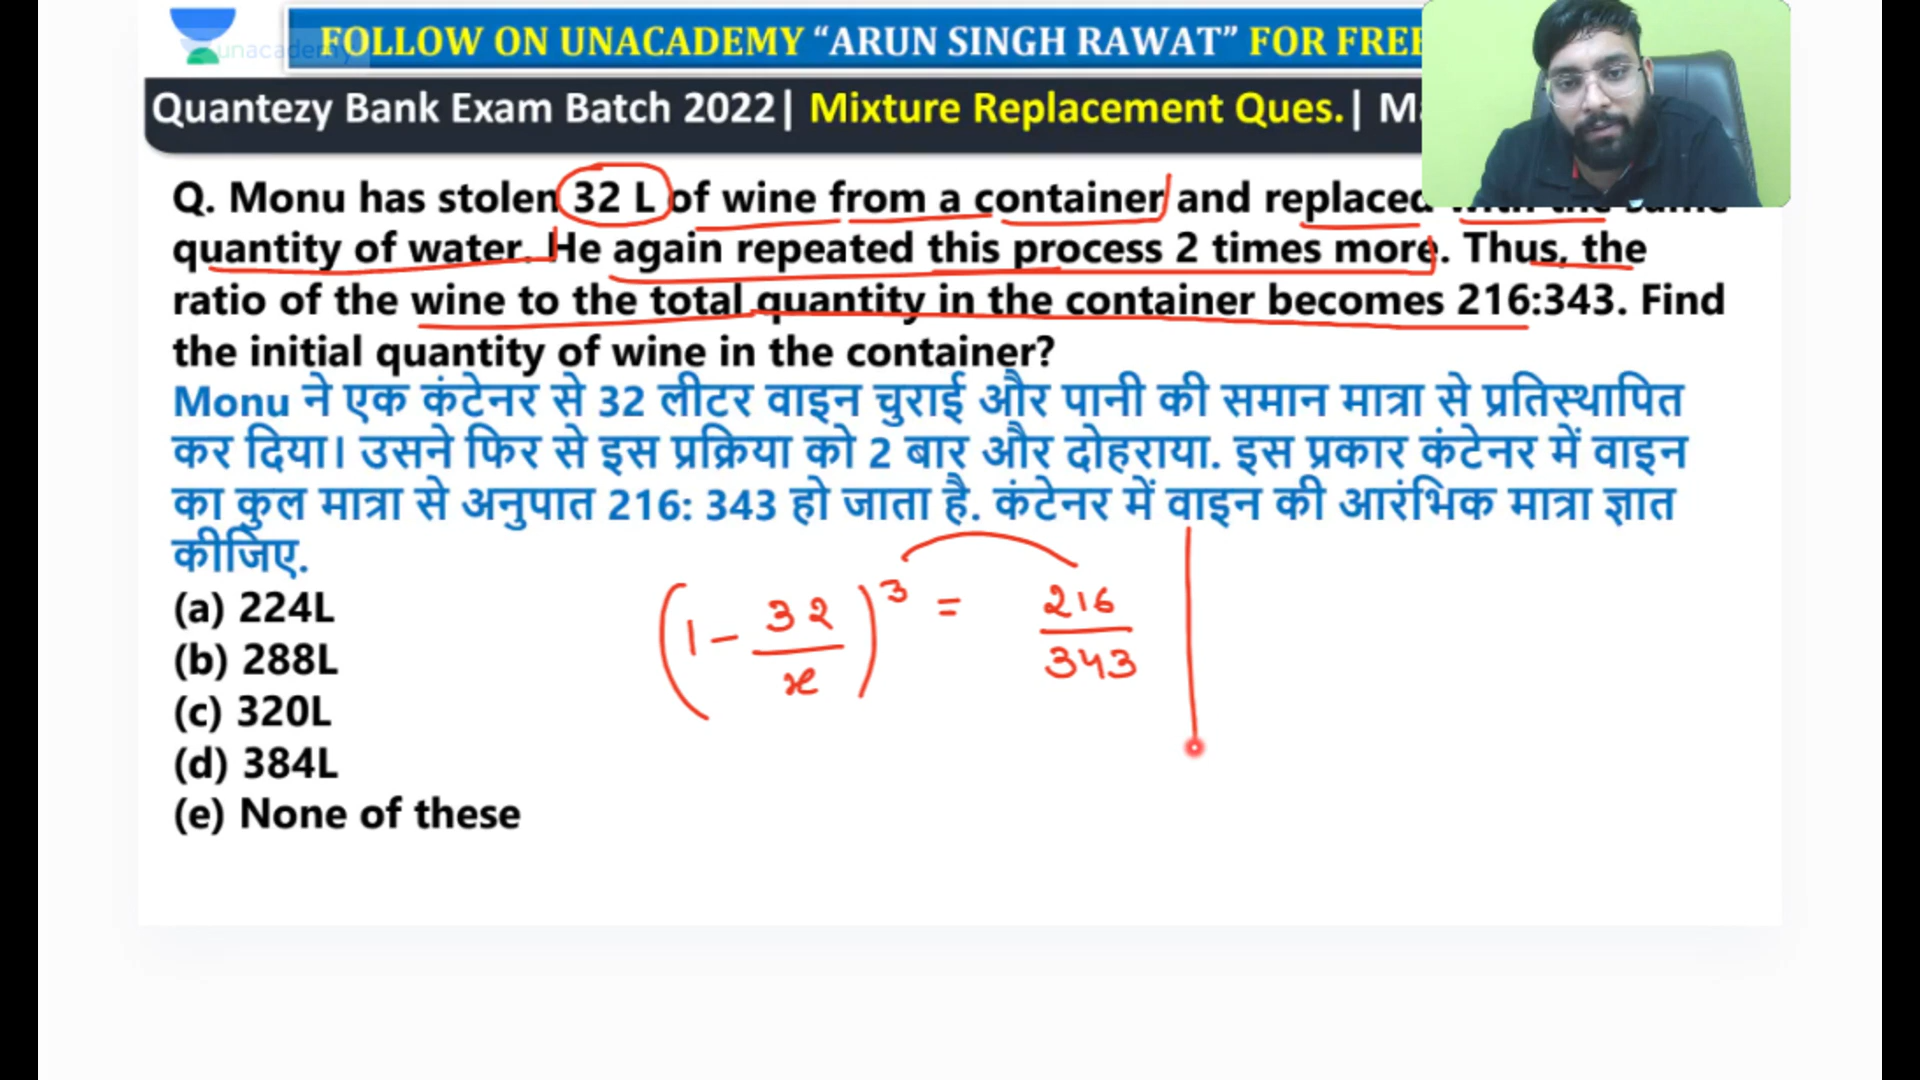 unacademy
FOLLOW ON UNACADEMY “ARUN SINGH RAWAT” FOR FREE
Quantezy Bank Exam Batch 2022| Mixture Replacement Ques.|
Q. Monu has stolen 32 L of wine from a container and replaced with the same
quantity of water. He again repeated this process 2 times more. Thus, the
ratio of the wine to the total quantity in the container becomes 216:343. Find
the initial quantity of wine in the container?
Monu ने एक कंटेनर से 32 लीटर वाइन चुराई और पानी की समान मात्रा से प्रतिस्थापित
कर दिया। उसने फिर से इस प्रक्रिया को 2 बार और दोहराया. इस प्रकार कंटेनर में वाइन
का कुल मात्रा से अनुपात 216: 343 हो जाता है. कंटेनर में वाइन की आरंभिक मात्रा ज्ञात
कीजिए.
(a) 224L
(b) 288L
(c) 320L
(d) 384L
(e) None of these
(1 - 32/x)^3 = 216/343